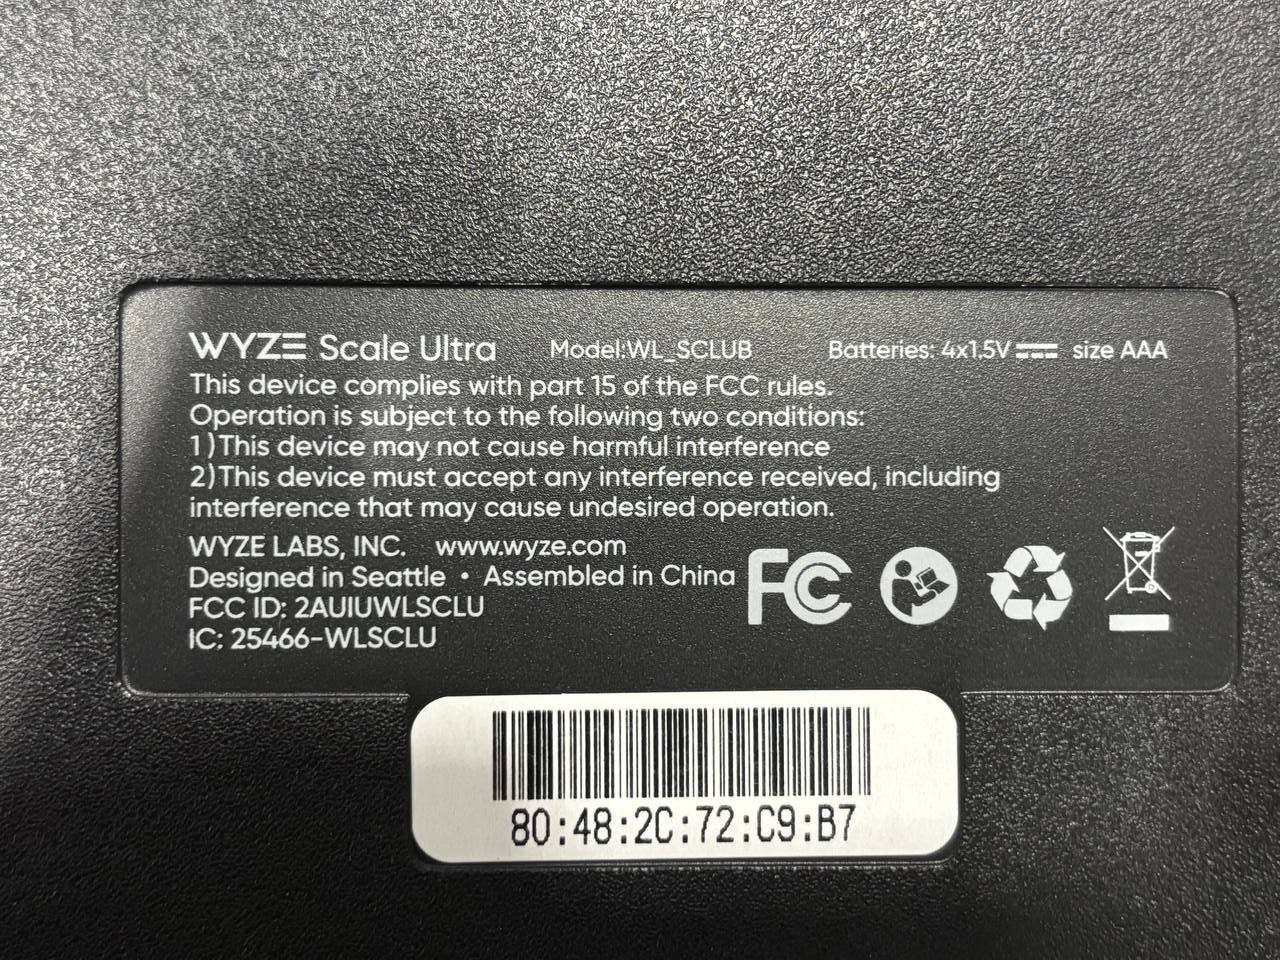 WYZE Scale Ultra Model:WL_SCLUB Batteries: 4x1.5V size AAA
This device complies with part 15 of the FCC rules.
Operation is subject to the following two conditions:
1)This device may not cause harmful interference
2)This device must accept any interference received, including
interference that may cause undesired operation.
WYZE LABS, INC. www.wyze.com
Designed in Seattle • Assembled in China
FCC ID: 2AUIUWLSCLU
IC: 25466-WLSCLU
FC
80:48:2C:72:C9:B7